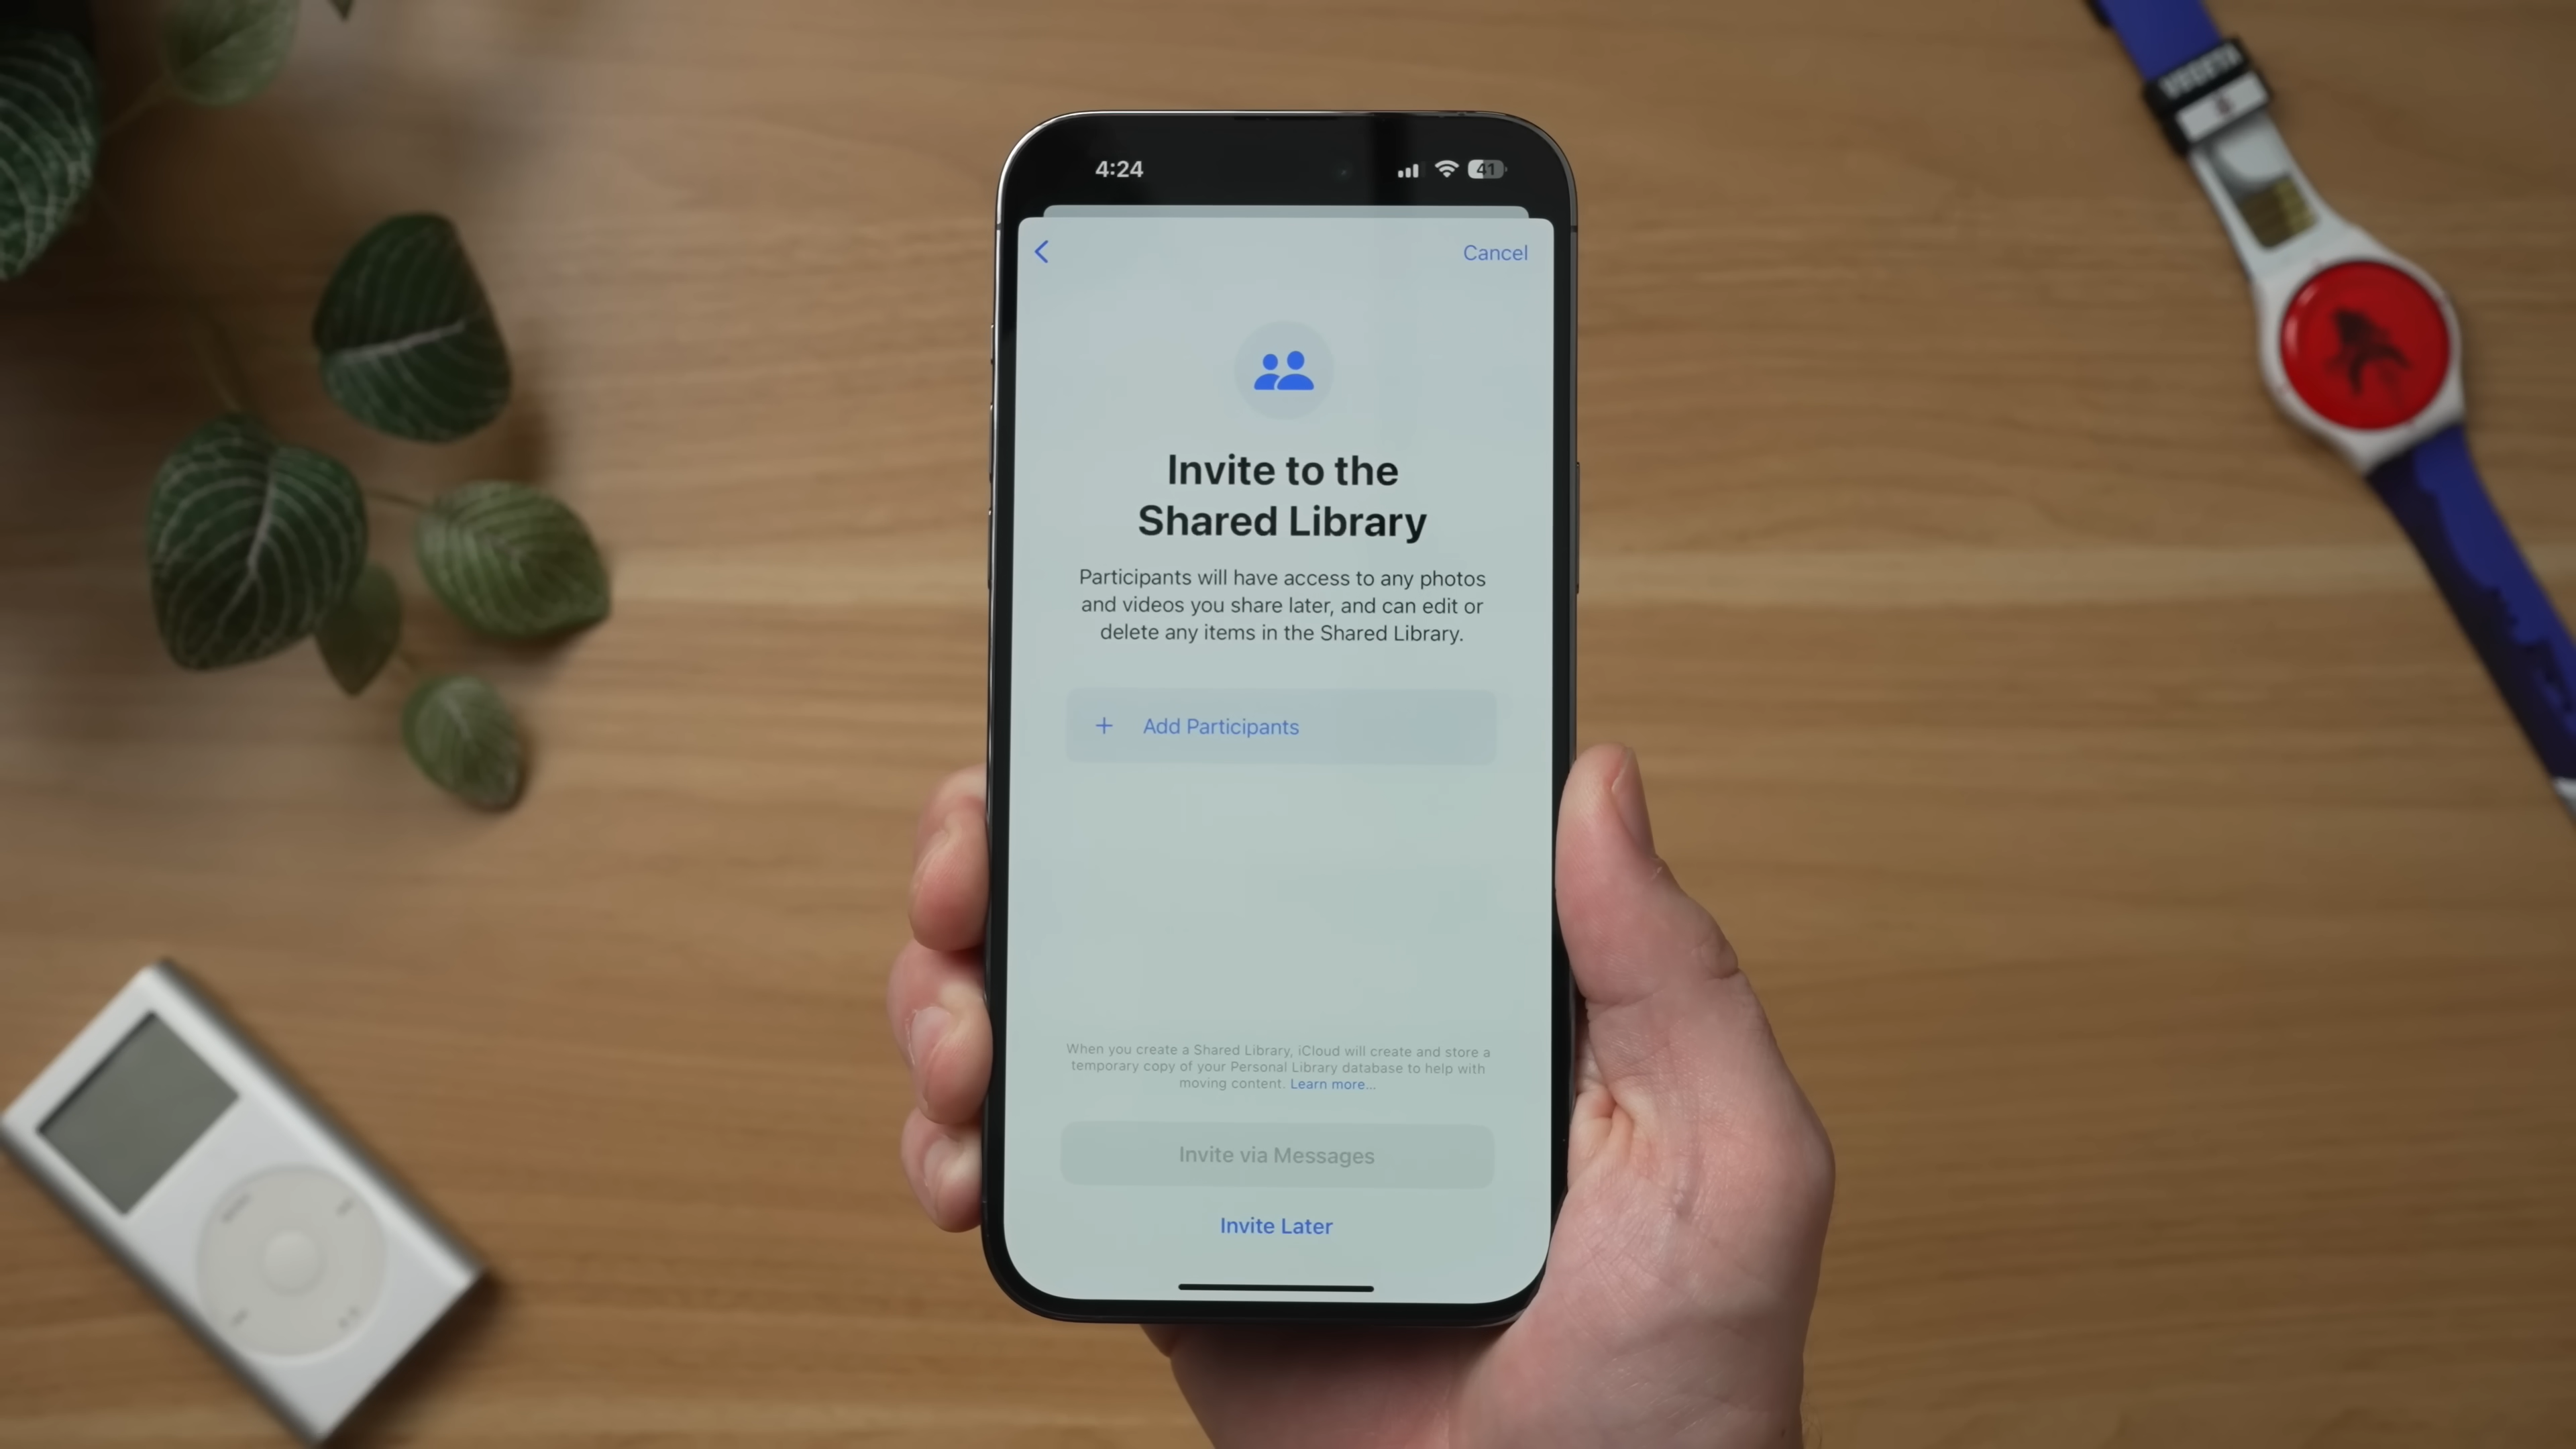 4:24
41
Cancel
Invite to the
Shared Library
Participants will have access to any photos
and videos you share later, and can edit or
delete any items in the Shared Library.
+ Add Participants
When you create a Shared Library, iCloud will create and store a
temporary copy of your Personal Library database to help with
moving content. Learn more...
Invite via Messages
Invite Later
VEGETA